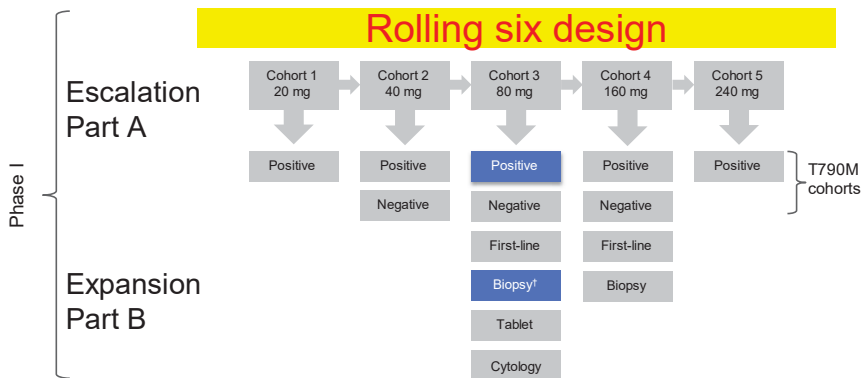 Rolling six design
Phase I
Escalation
Part A
Cohort 1
20 mg
Cohort 2
40 mg
Cohort 3
80 mg
Cohort 4
160 mg
Cohort 5
240 mg
Positive
Positive
Positive
Positive
Positive
T790M
cohorts
Negative
Negative
Negative
First-line
First-line
Expansion
Part B
Biopsy†
Biopsy
Tablet
Cytology